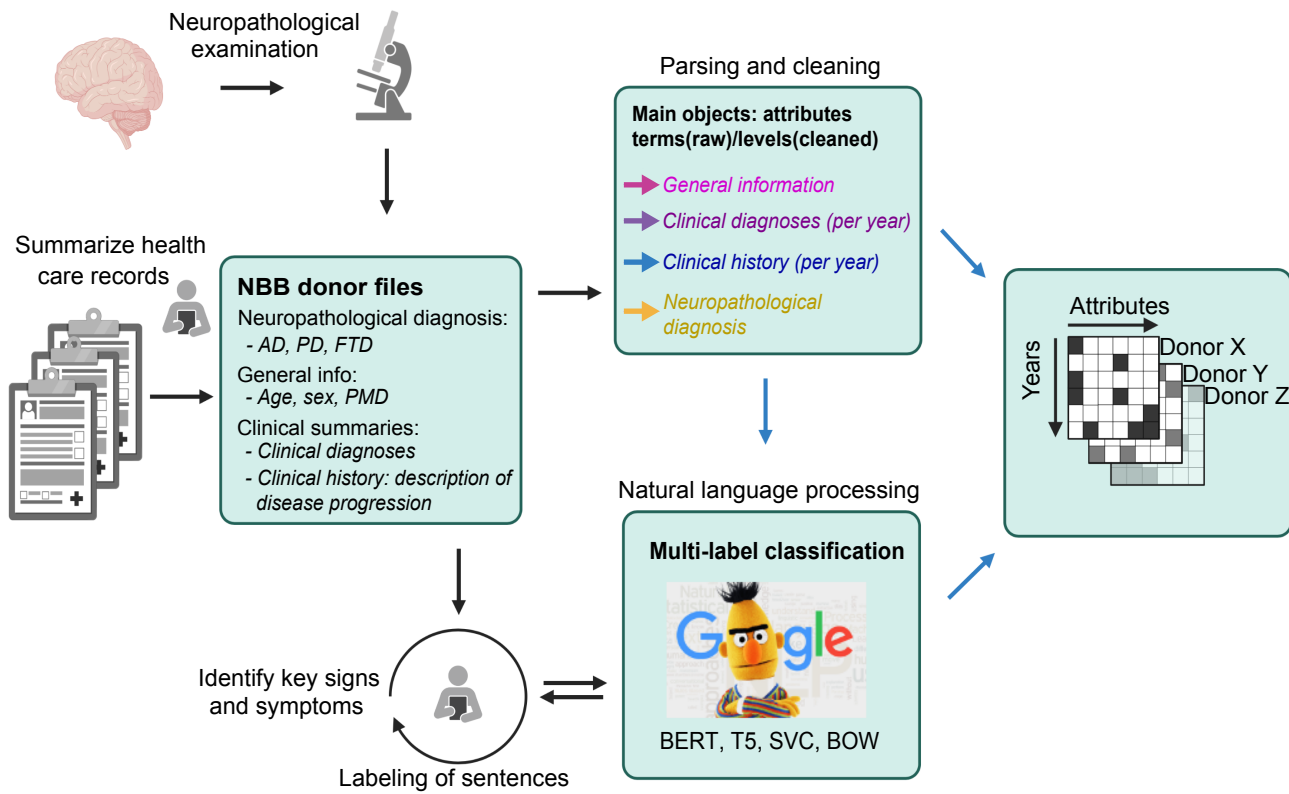 Neuropathological
examination
Parsing and cleaning
Main objects: attributes
terms(raw)/levels(cleaned)
General information
Clinical diagnoses (per year)
Clinical history (per year)
Neuropathological
diagnosis
Summarize health
care records
NBB donor files
Neuropathological diagnosis:
- AD, PD, FTD
General info:
- Age, sex, PMD
Clinical summaries:
- Clinical diagnoses
- Clinical history: description of
disease progression
Attributes
Years
Donor X
Donor Y
Donor Z
Natural language processing
Multi-label classification
Google
BERT, T5, SVC, BOW
Identify key signs
and symptoms
Labeling of sentences